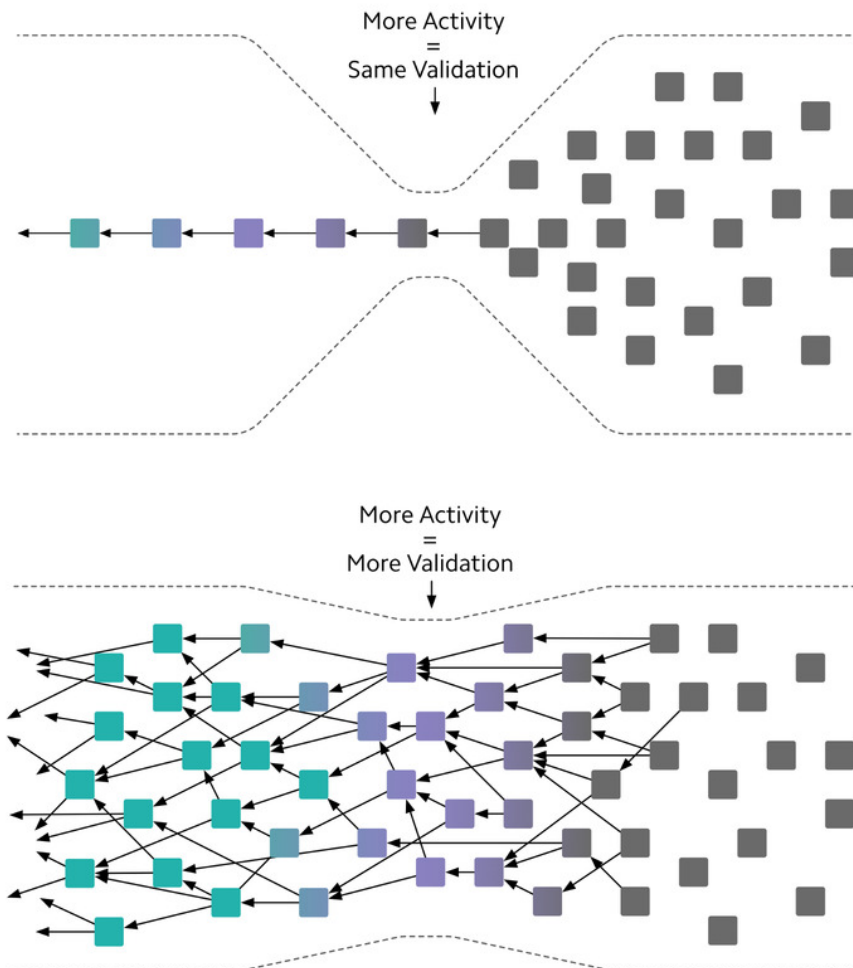 More Activity
=
Same Validation
More Activity
=
More Validation